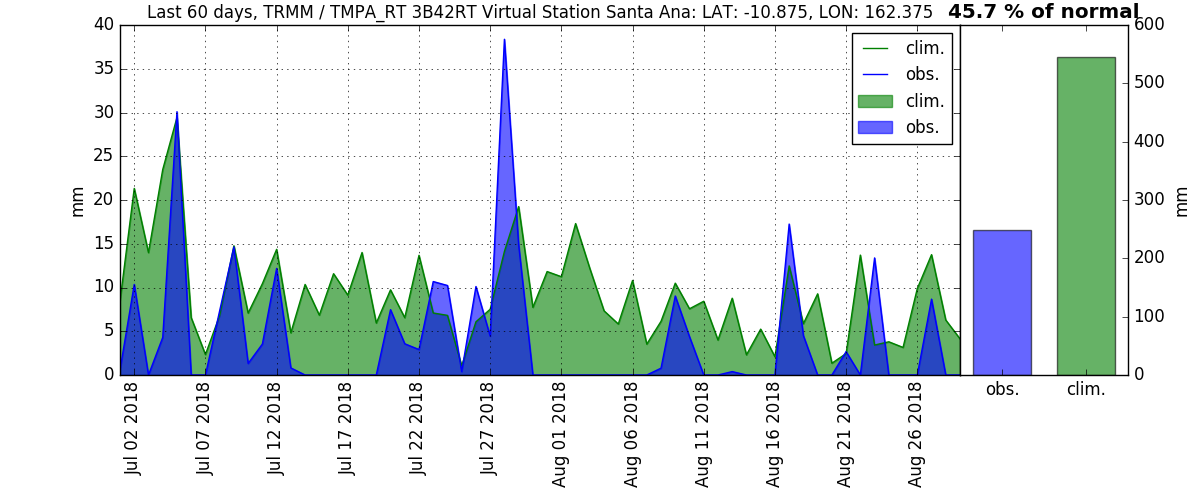 Last 60 days, TRMM / TMPA_RT 3B42RT Virtual Station Santa Ana: LAT: -10.875, LON: 162.375
45.7 % of normal
40
35
30
25
20
15
10
5
0
mm
clim.
obs.
clim.
obs.
600
500
400
300
200
100
0
mm
obs.
clim.
Jul 02 2018
Jul 07 2018
Jul 12 2018
Jul 17 2018
Jul 22 2018
Jul 27 2018
Aug 01 2018
Aug 06 2018
Aug 11 2018
Aug 16 2018
Aug 21 2018
Aug 26 2018